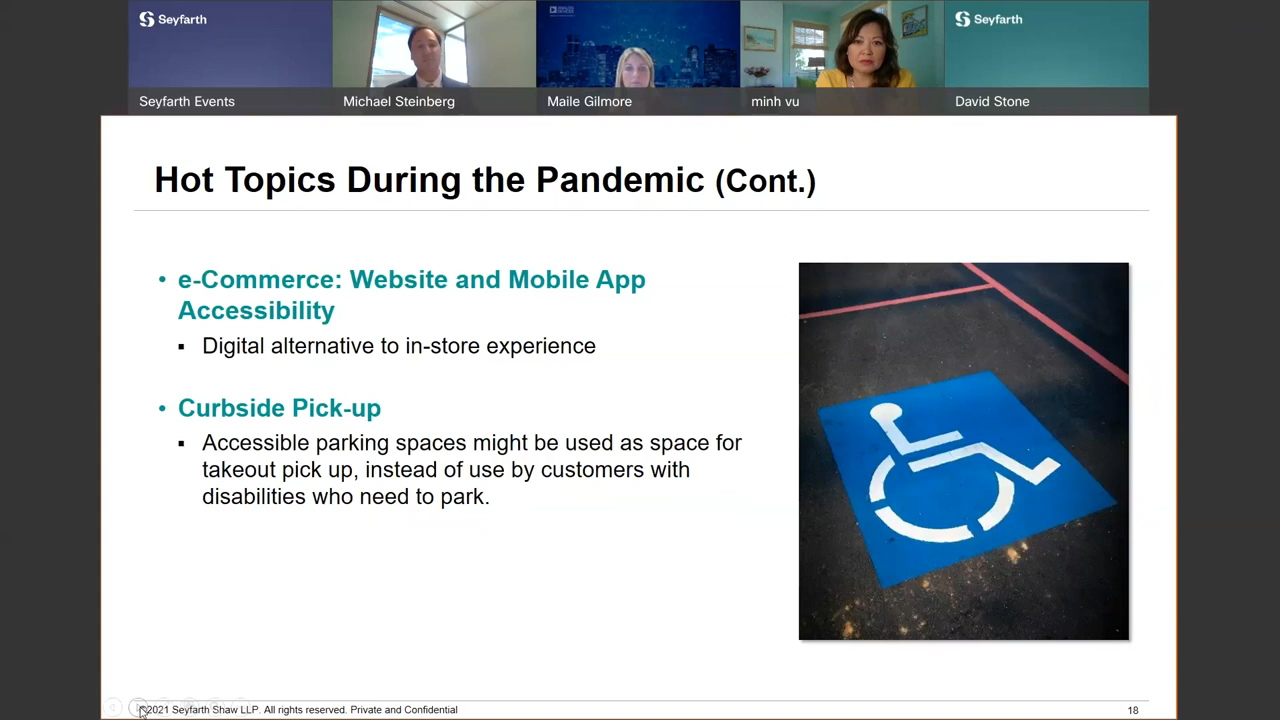 Seyfarth
Seyfarth
Seyfarth Events
Michael Steinberg
Maile Gilmore
minh vu
David Stone
Hot Topics During the Pandemic (Cont.)
• e-Commerce: Website and Mobile App
Accessibility
▪ Digital alternative to in-store experience
• Curbside Pick-up
▪ Accessible parking spaces might be used as space for
takeout pick up, instead of use by customers with
disabilities who need to park.
2021 Seyfarth Shaw LLP. All rights reserved. Private and Confidential
18